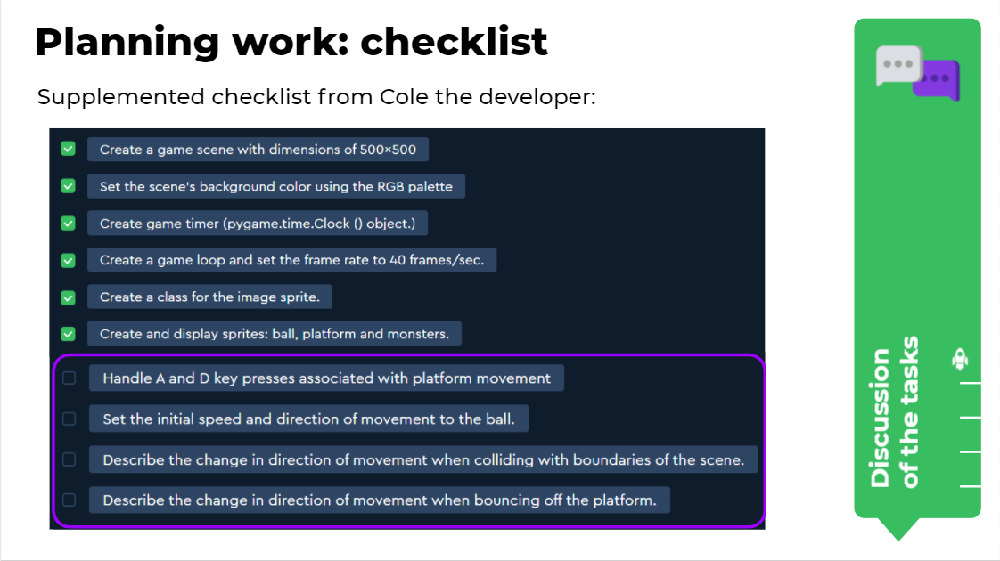 Planning work: checklist
Supplemented checklist from Cole the developer:
Create a game scene with dimensions of 500×500
Set the scene's background color using the RGB palette
Create game timer (pygame.time.Clock () object.)
Create a game loop and set the frame rate to 40 frames/sec.
Create a class for the image sprite.
Create and display sprites: ball, platform and monsters.
Handle A and D key presses associated with platform movement
Set the initial speed and direction of movement to the ball.
Describe the change in direction of movement when colliding with boundaries of the scene.
Describe the change in direction of movement when bouncing off the platform.
Discussion
of the tasks